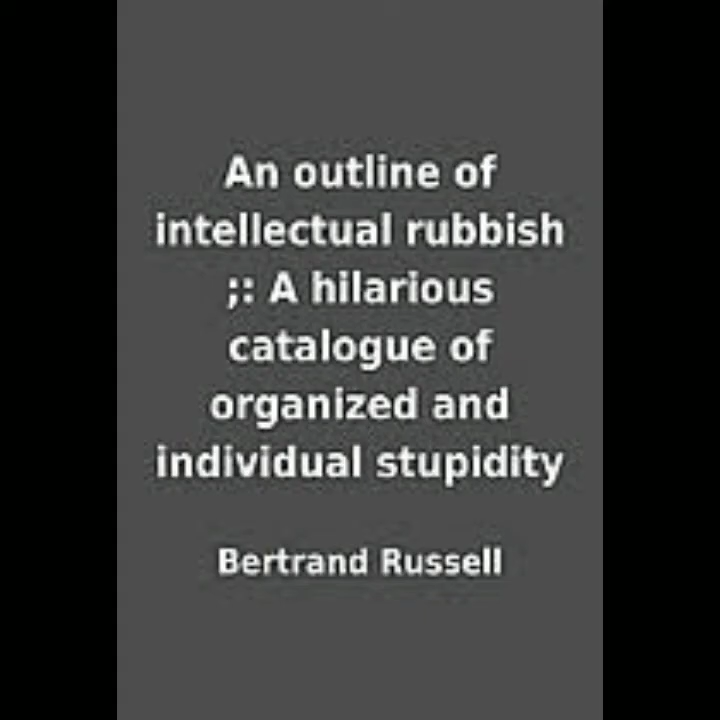 An outline of
intellectual rubbish
;: A hilarious
catalogue of
organized and
individual stupidity
Bertrand Russell